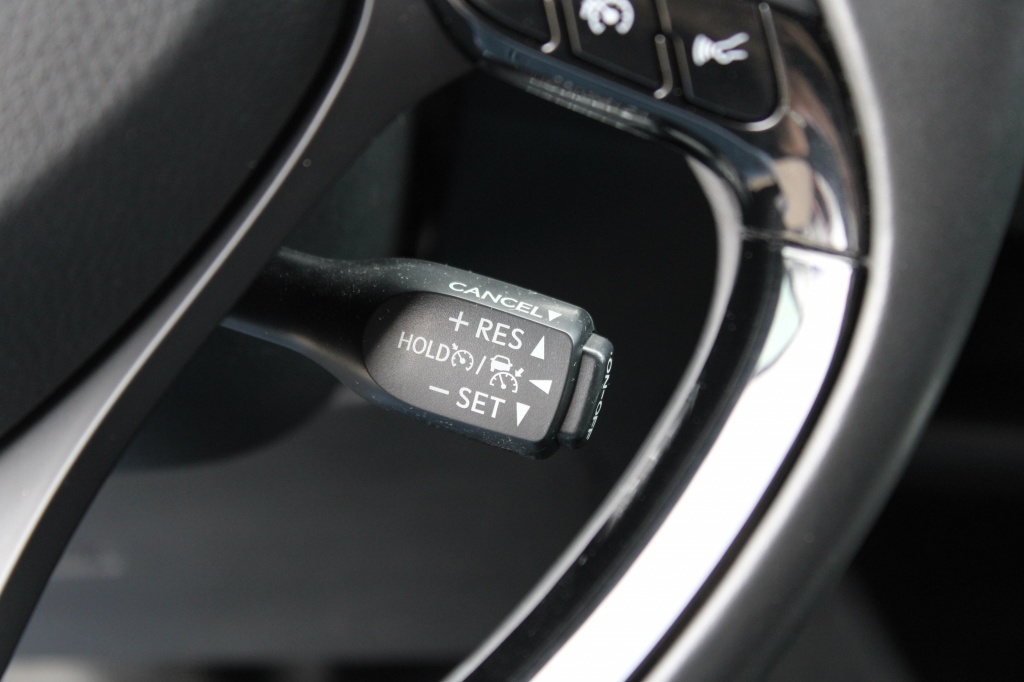 CANCEL
+ RES
HOLD /
− SET
ON-OFF